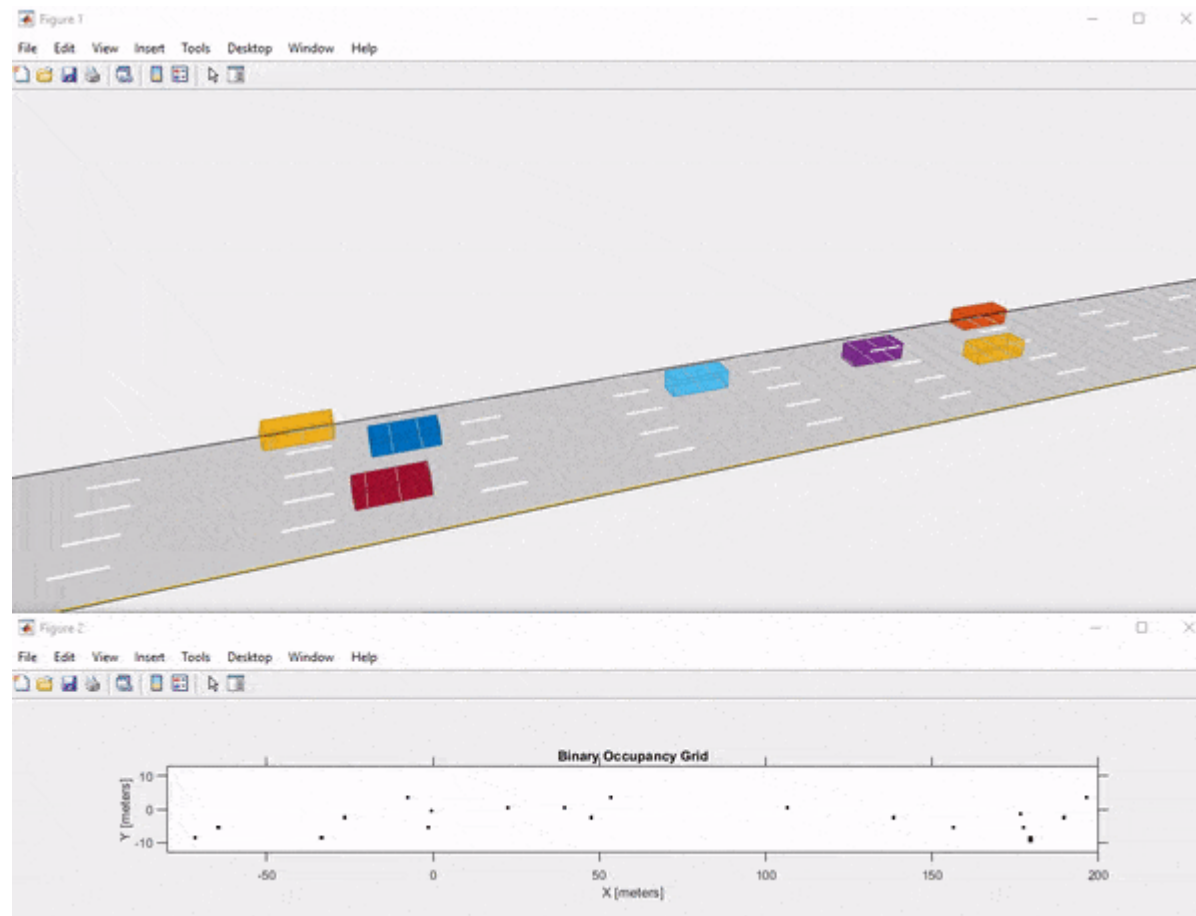 Figure 1
File Edit View Insert Tools Desktop Window Help
Figure 2
File Edit View Insert Tools Desktop Window Help
Binary Occupancy Grid
10
0
-10
Y [meters]
-50 0 50 100 150 200
X [meters]